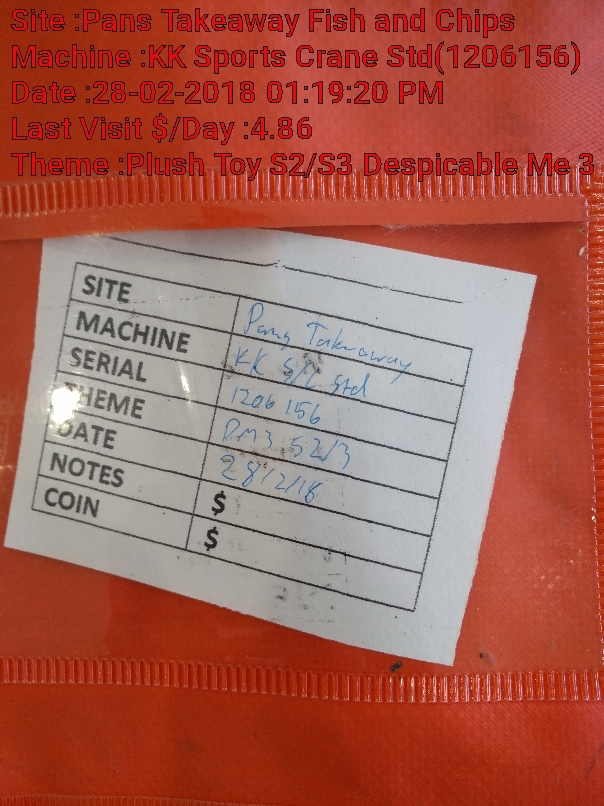 Site :Pans Takeaway Fish and Chips
Machine :KK Sports Crane Std(1206156)
Date :28-02-2018 01:19:20 PM
Last Visit $/Day :4.86
Theme :Plush Toy S2/S3 Despicable Me 3
SITE Pans Takeaway
MACHINE KK S/C Std
SERIAL 1206156
THEME DM3 S2/3
DATE 28/2/18
NOTES $
COIN $